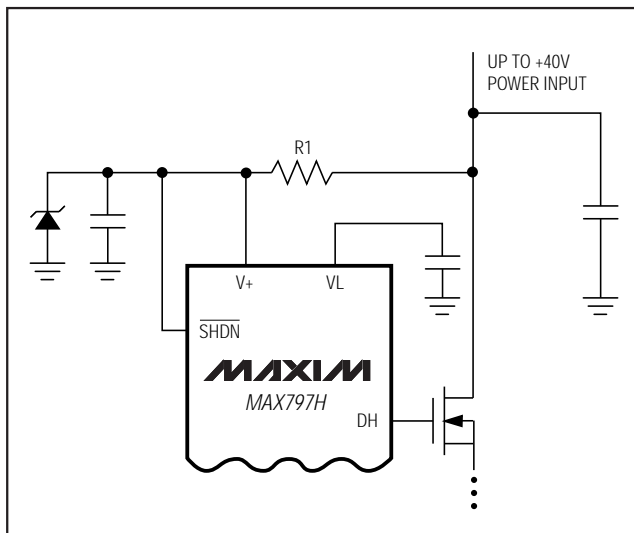 UP TO +40V
POWER INPUT
R1
V+
VL
SHDN
MAXIM
MAX797H
DH